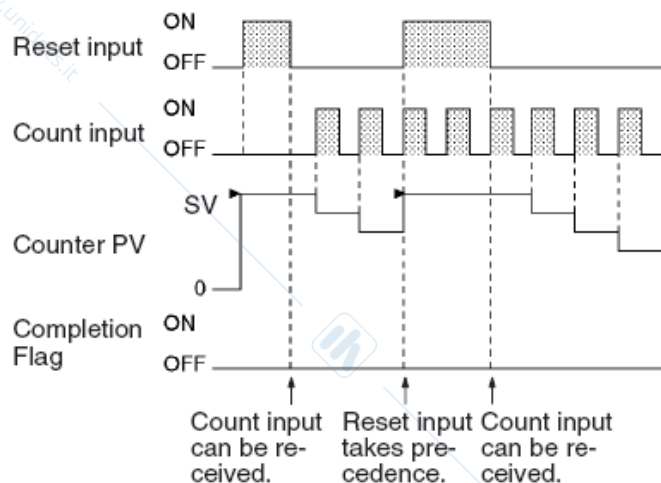 ON
Reset input
OFF
ON
Count input
OFF
SV
Counter PV
0
Completion
Flag
ON
OFF
Count input
can be re-
ceived.
Reset input
takes pre-
cedence.
Count input
can be re-
ceived.